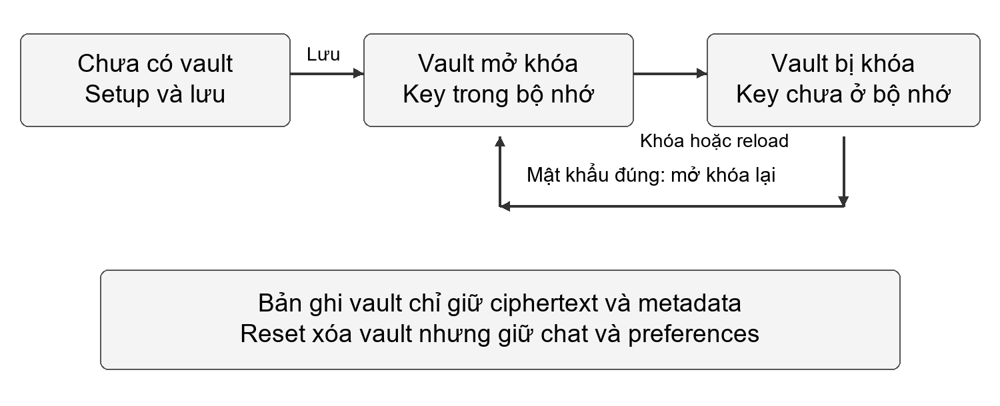 Chưa có vault
Setup và lưu
Lưu
Vault mở khóa
Key trong bộ nhớ
Vault bị khóa
Key chưa ở bộ nhớ
Khóa hoặc reload
Mật khẩu đúng: mở khóa lại
Bản ghi vault chỉ giữ ciphertext và metadata
Reset xóa vault nhưng giữ chat và preferences